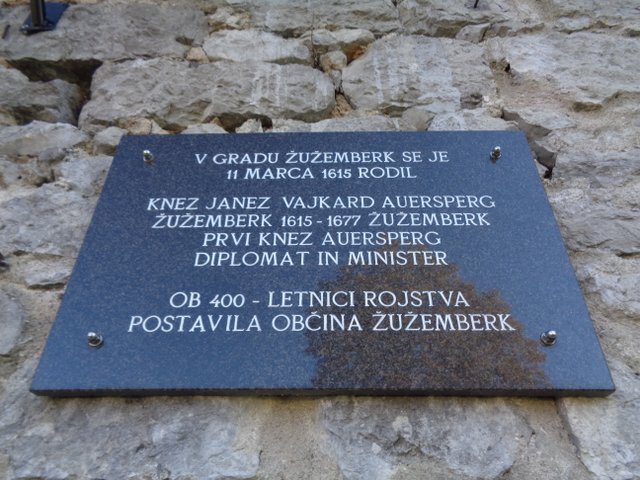 V GRADU ŽUŽEMBERK SE JE
11 MARCA 1615 RODIL
KNEZ JANEZ VAJKARD AUERSPERG
ŽUŽEMBERK 1615 - 1677 ŽUŽEMBERK
PRVI KNEZ AUERSPERG
DIPLOMAT IN MINISTER
OB 400 - LETNICI ROJSTVA
POSTAVILA OBČINA ŽUŽEMBERK